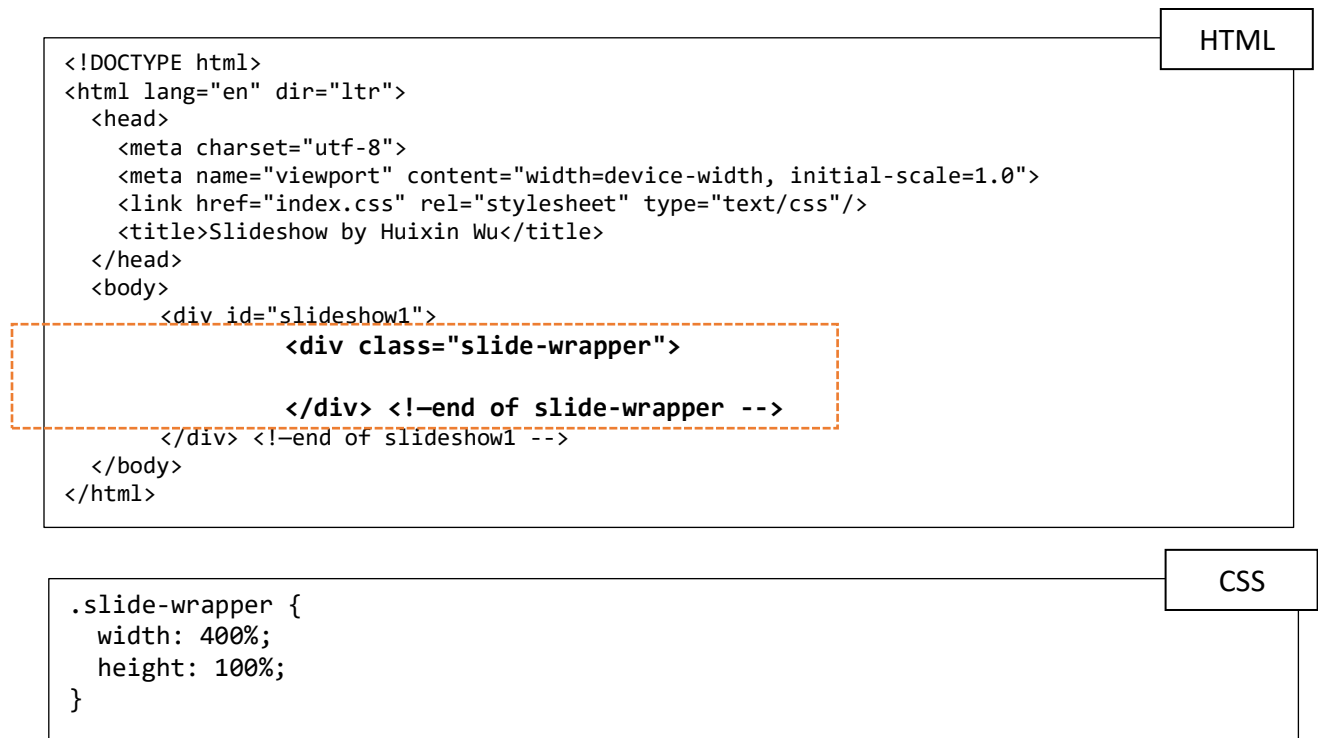 HTML
<!DOCTYPE html>
<html lang="en" dir="ltr">
  <head>
    <meta charset="utf-8">
    <meta name="viewport" content="width=device-width, initial-scale=1.0">
    <link href="index.css" rel="stylesheet" type="text/css"/>
    <title>Slideshow by Huixin Wu</title>
  </head>
  <body>
       <div id="slideshow1">
                <div class="slide-wrapper">
                </div> <!—end of slide-wrapper -->
       </div> <!—end of slideshow1 -->
  </body>
</html>
CSS
.slide-wrapper {
  width: 400%;
  height: 100%;
}